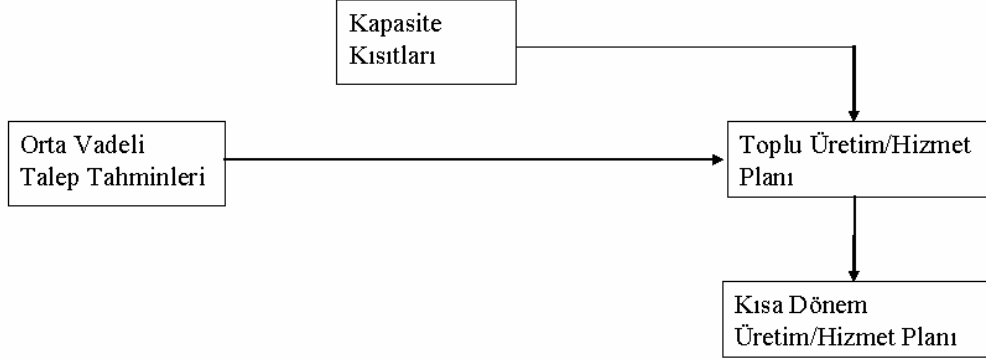 Kapasite
Kısıtları
Orta Vadeli
Talep Tahminleri
Toplu Üretim/Hizmet
Planı
Kısa Dönem
Üretim/Hizmet Planı